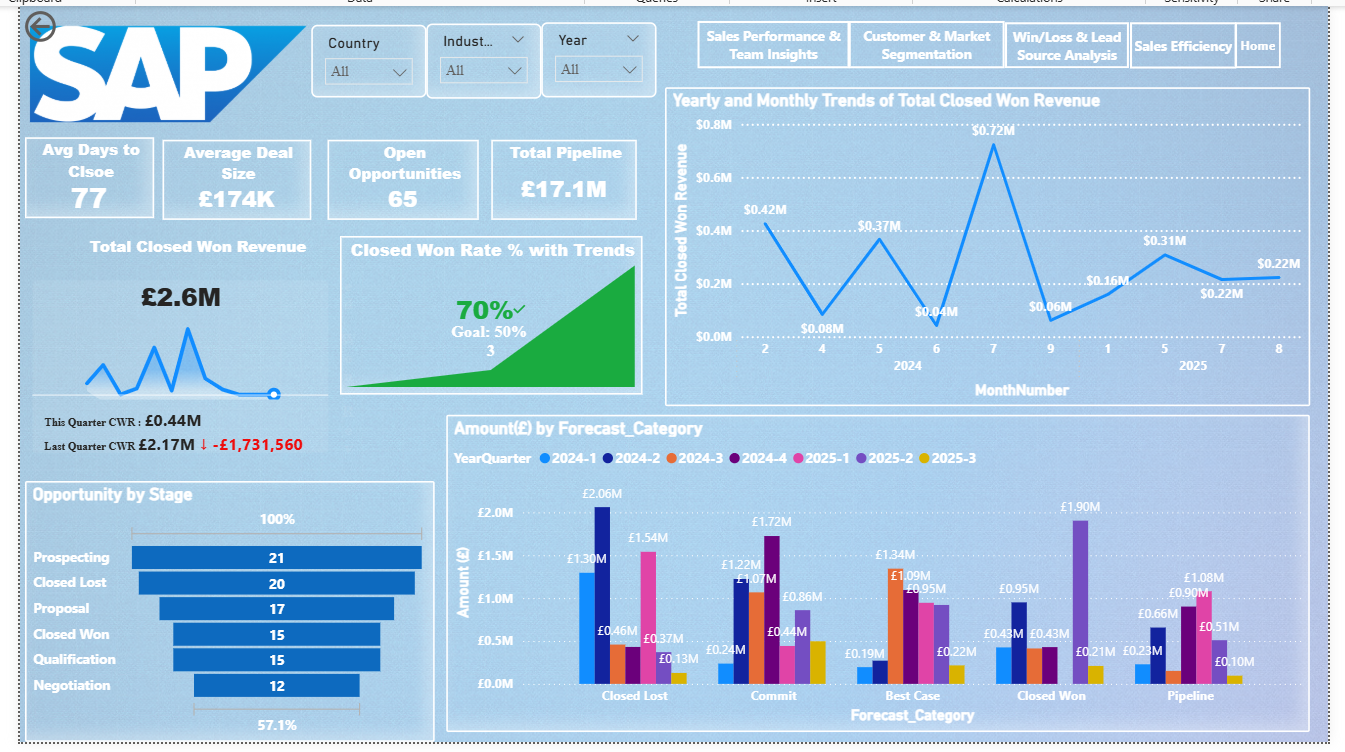 Clipboard
Data
Queries
Insert
Calculations
Sensitivity
Share
SAP
Country
All
Indust...
All
Year
All
Sales Performance &
Team Insights
Customer & Market
Segmentation
Win/Loss & Lead
Source Analysis
Sales Efficiency
Home
Avg Days to
Clsoe
77
Average Deal
Size
£174K
Open
Opportunities
65
Total Pipeline
£17.1M
Yearly and Monthly Trends of Total Closed Won Revenue
Total Closed Won Revenue
$0.8M
$0.6M
$0.4M
$0.2M
$0.0M
$0.42M
$0.08M
$0.37M
$0.04M
$0.72M
$0.06M
$0.16M
$0.31M
$0.22M
$0.22M
2 4 5 6 7 9 1 5 7 8
2024 2025
MonthNumber
Total Closed Won Revenue
£2.6M
This Quarter CWR : £0.44M
Last Quarter CWR £2.17M ↓ -£1,731,560
Closed Won Rate % with Trends
70%
Goal: 50%
3
Opportunity by Stage
100%
Prospecting 21
Closed Lost 20
Proposal 17
Closed Won 15
Qualification 15
Negotiation 12
57.1%
Amount(£) by Forecast_Category
YearQuarter 2024-1 2024-2 2024-3 2024-4 2025-1 2025-2 2025-3
Amount (£)
£2.0M
£1.5M
£1.0M
£0.5M
£0.0M
£1.30M £2.06M £0.46M £1.54M £0.37M £0.13M
£0.24M £1.22M £1.07M £1.72M £0.44M £0.86M
£0.19M £1.34M £1.09M £0.95M £0.22M
£0.43M £0.95M £0.43M £1.90M £0.21M
£0.23M £0.66M £0.90M £1.08M £0.51M £0.10M
Closed Lost Commit Best Case Closed Won Pipeline
Forecast_Category